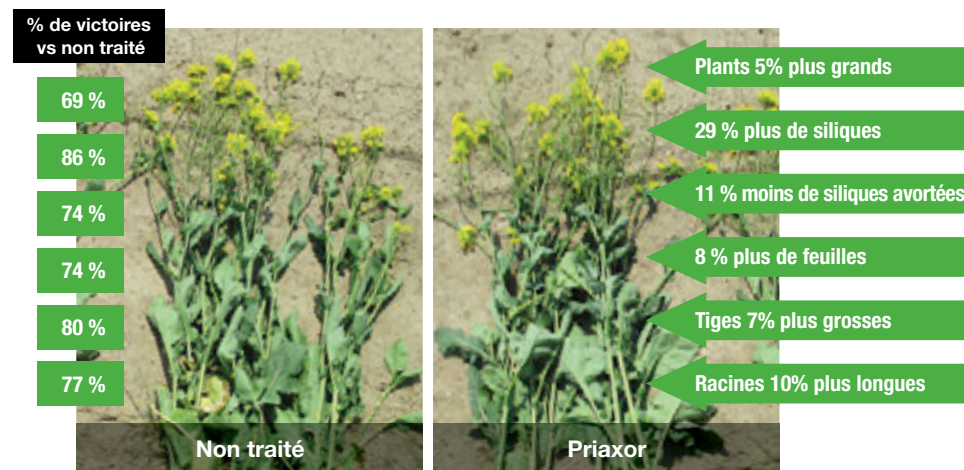 % de victoires
vs non traité
69 %
86 %
74 %
74 %
80 %
77 %
Non traité
Priaxor
Plants 5% plus grands
29 % plus de siliques
11 % moins de siliques avortées
8 % plus de feuilles
Tiges 7% plus grosses
Racines 10% plus longues